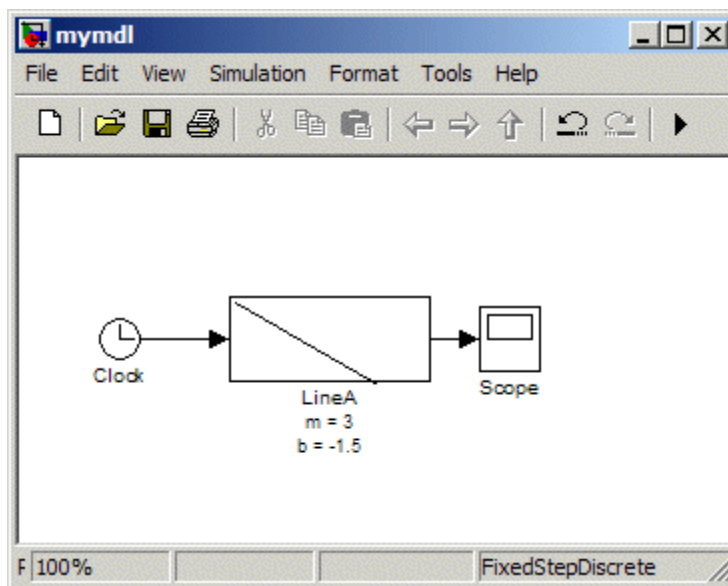 mymdl
File Edit View Simulation Format Tools Help
Clock
LineA
m = 3
b = -1.5
Scope
F 100% FixedStepDiscrete